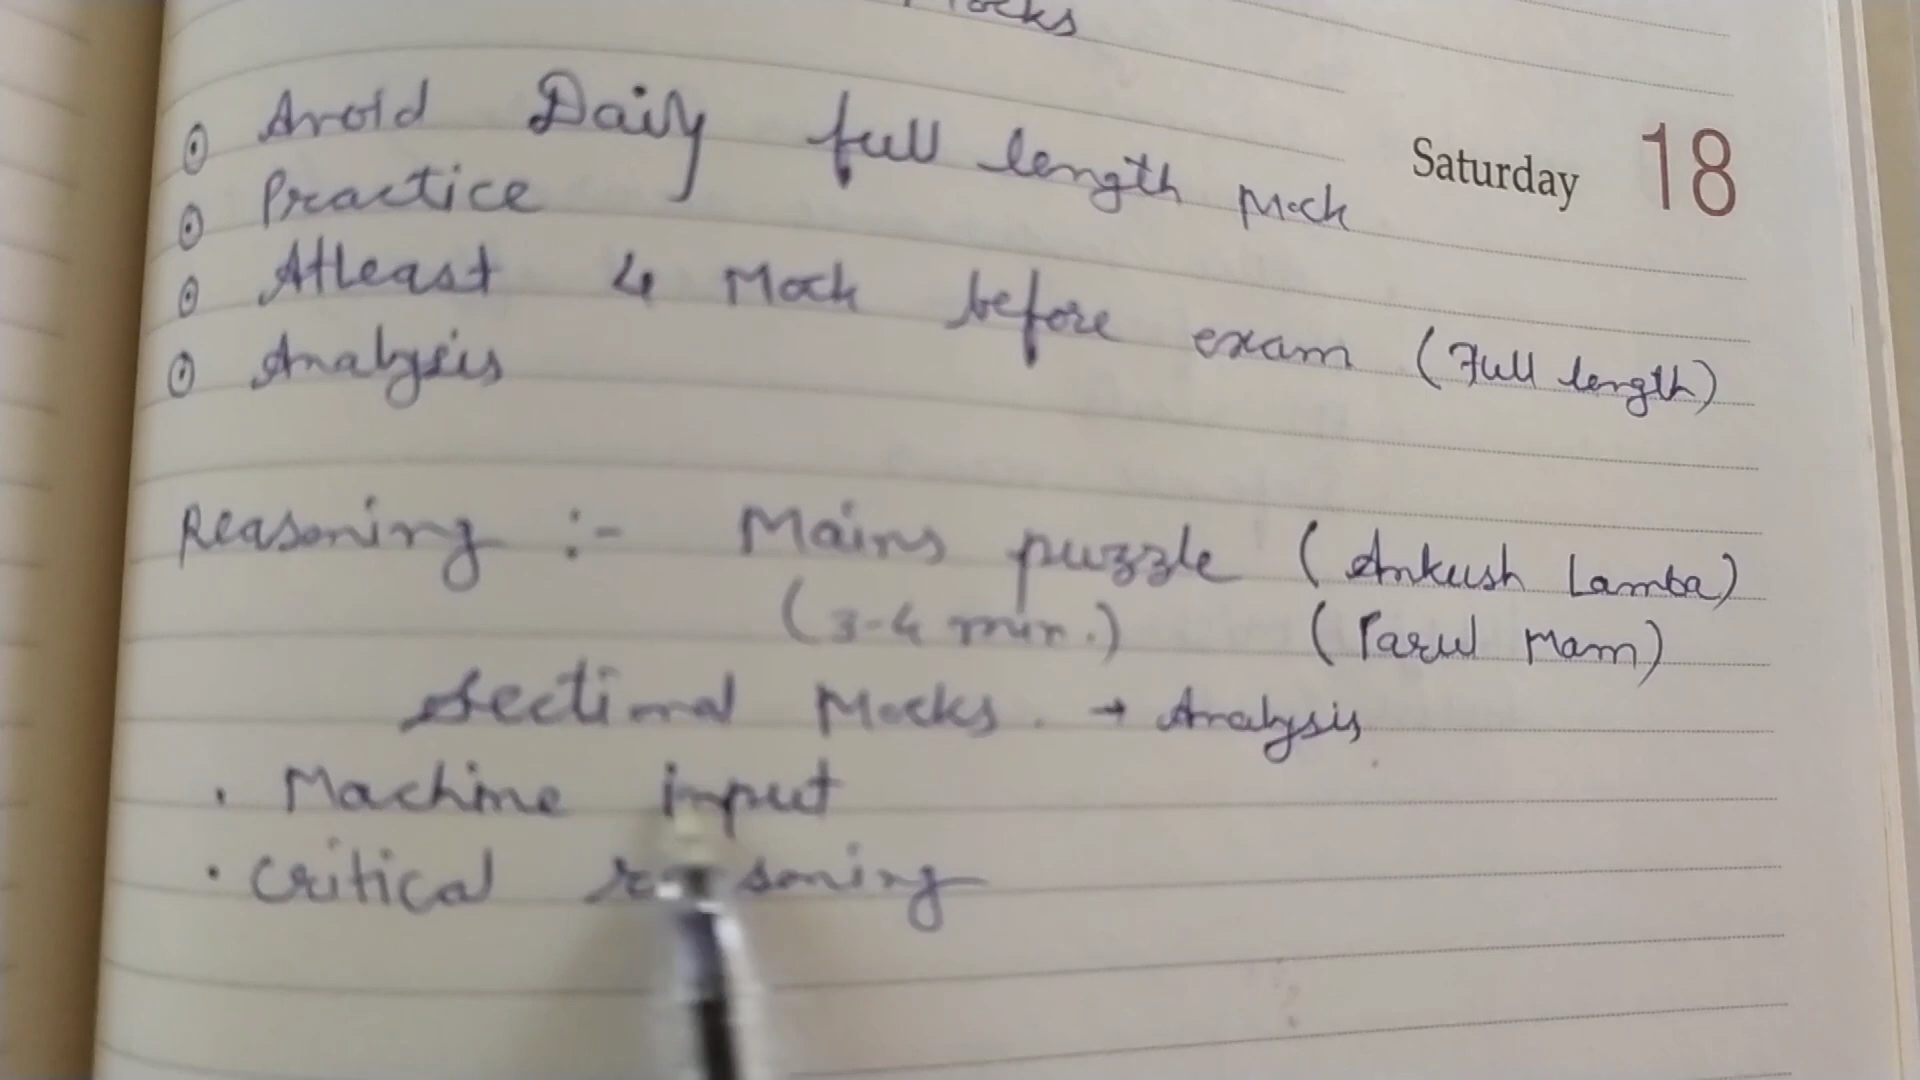 ocks
Saturday 18
⊙ Avoid Daily full length Mock
⊙ Practice
⊙ Atleast 4 Mock before exam (Full length)
⊙ Analysis
Reasoning :- Mains puzzle (Ankush Lamba)
(3-4 min.) (Parul Mam)
Sectional Mocks. → Analysis
• Machine input
• Critical reasoning